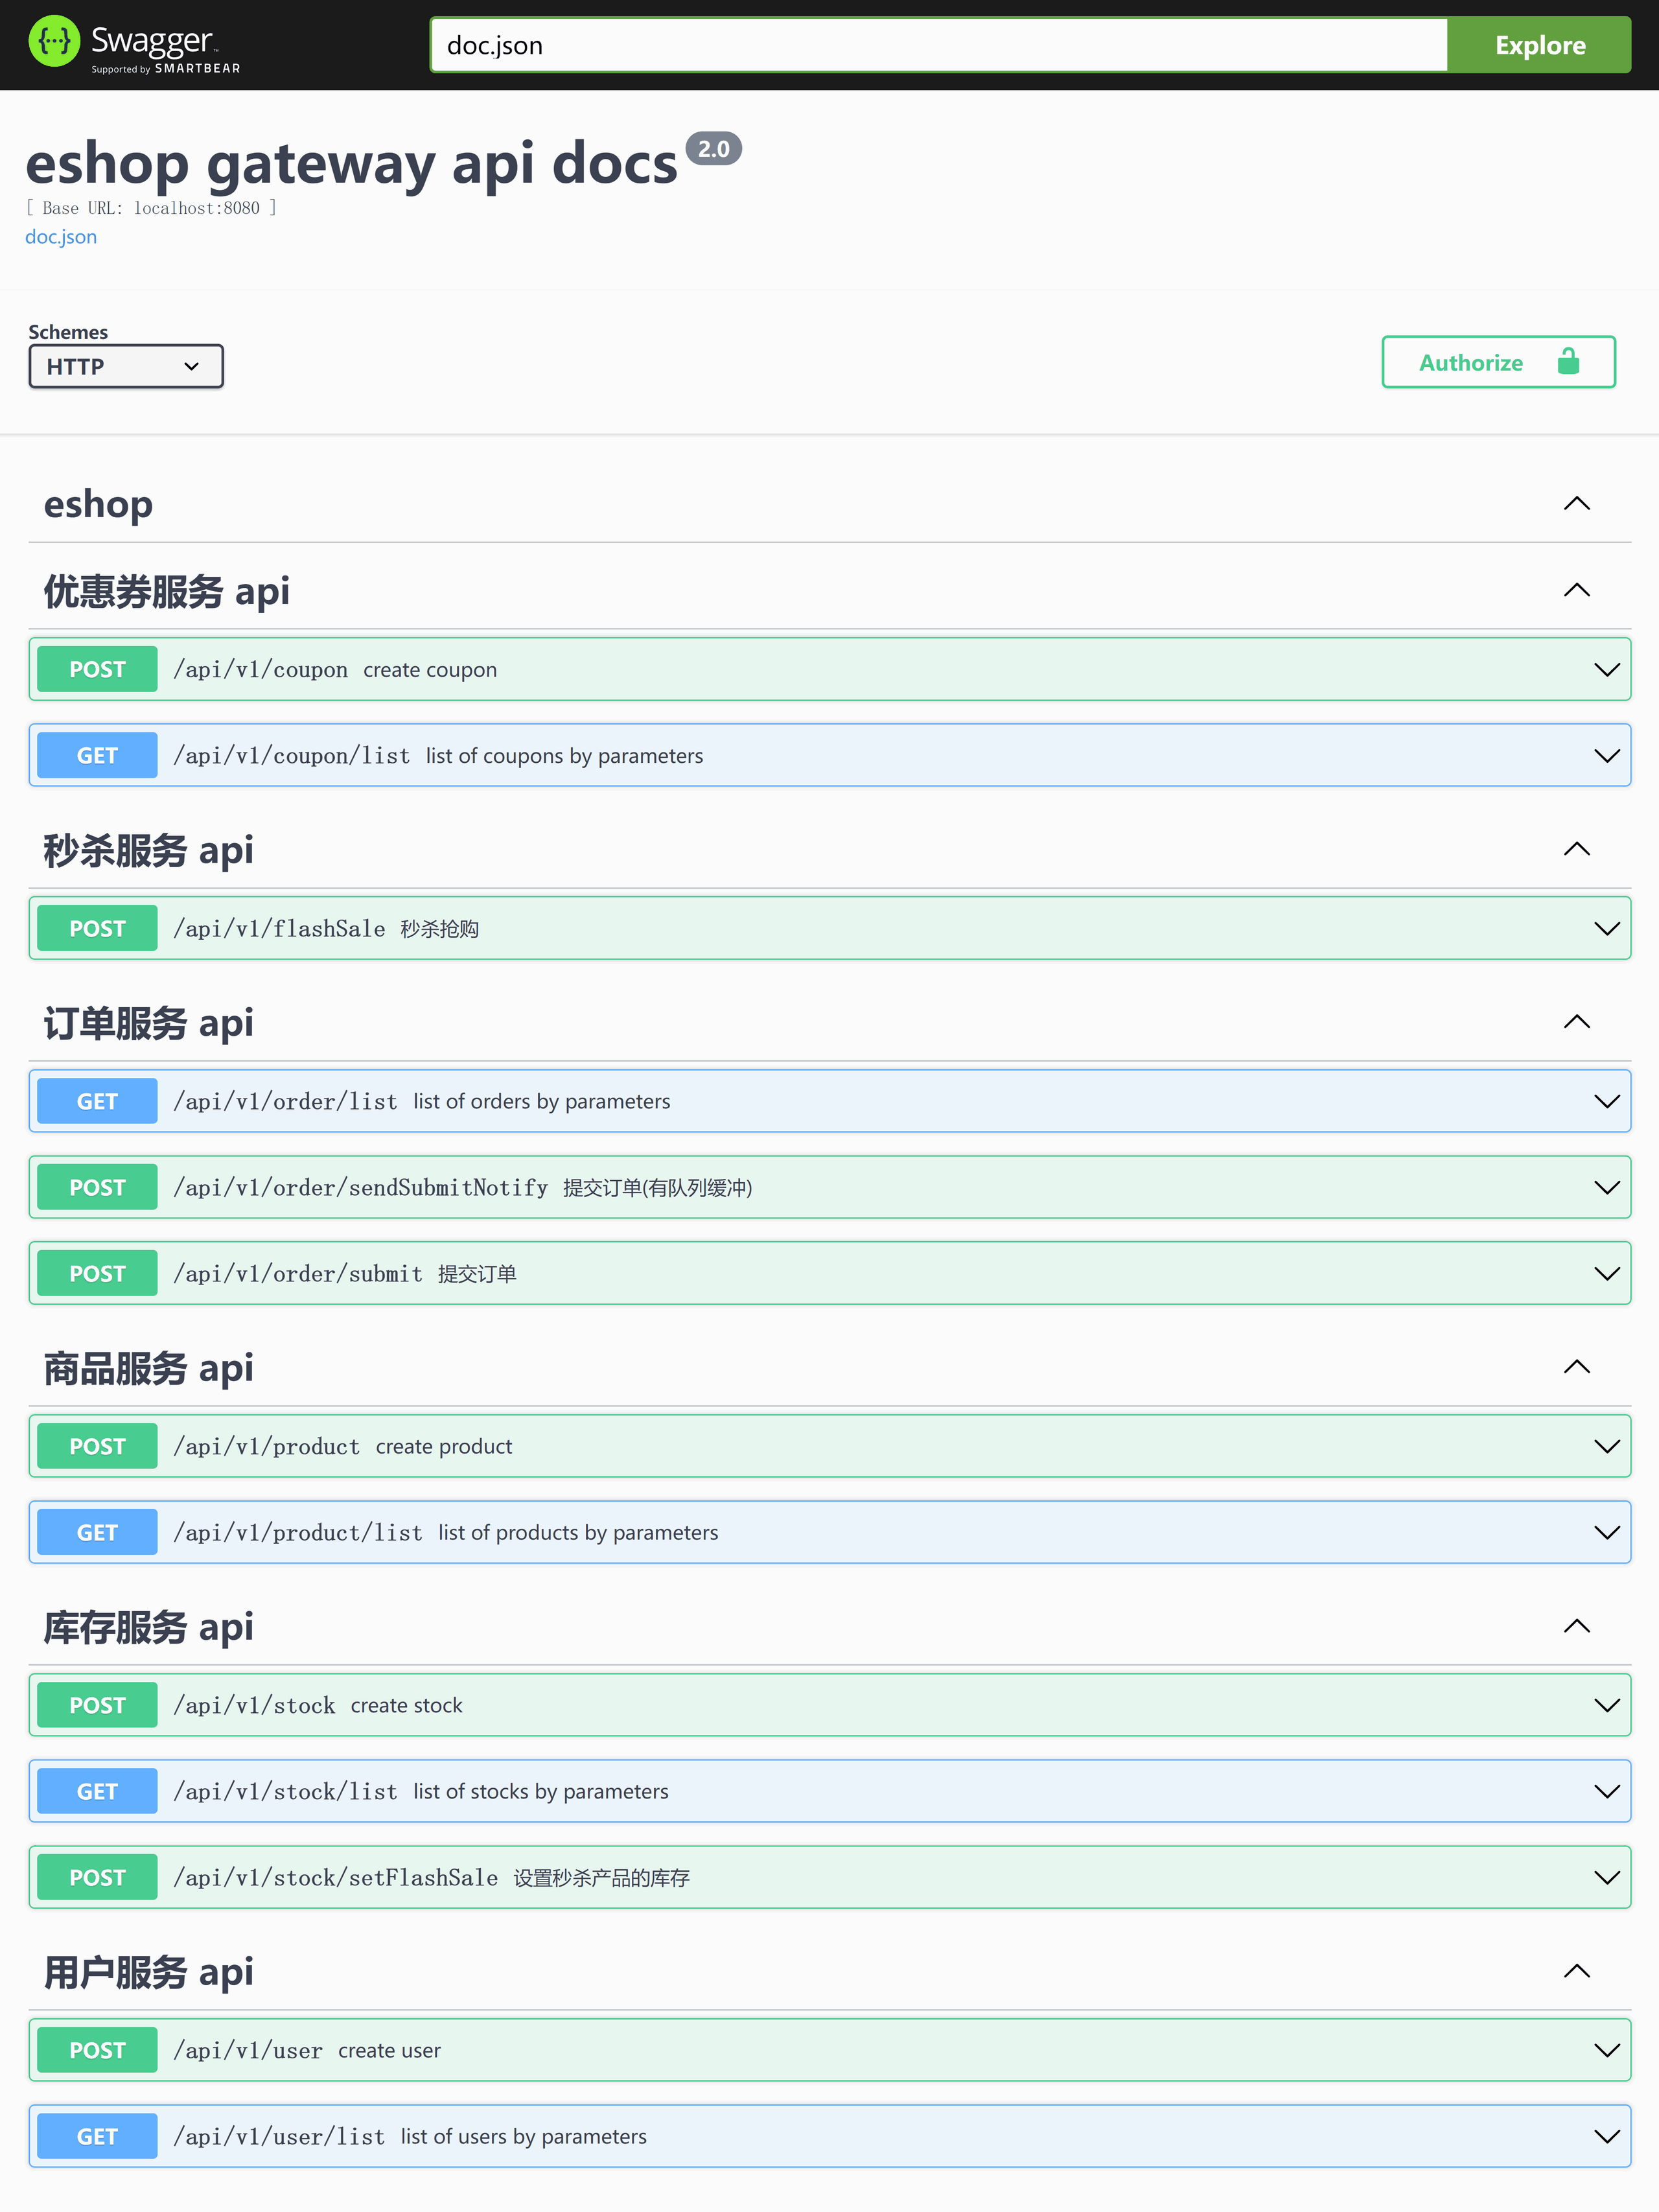 Swagger™
Supported by SMARTBEAR
doc.json
Explore
eshop gateway api docs 2.0
[ Base URL: localhost:8080 ]
doc.json
Schemes
HTTP
Authorize
eshop
优惠券服务 api
POST /api/v1/coupon create coupon
GET /api/v1/coupon/list list of coupons by parameters
秒杀服务 api
POST /api/v1/flashSale 秒杀抢购
订单服务 api
GET /api/v1/order/list list of orders by parameters
POST /api/v1/order/sendSubmitNotify 提交订单(有队列缓冲)
POST /api/v1/order/submit 提交订单
商品服务 api
POST /api/v1/product create product
GET /api/v1/product/list list of products by parameters
库存服务 api
POST /api/v1/stock create stock
GET /api/v1/stock/list list of stocks by parameters
POST /api/v1/stock/setFlashSale 设置秒杀产品的库存
用户服务 api
POST /api/v1/user create user
GET /api/v1/user/list list of users by parameters